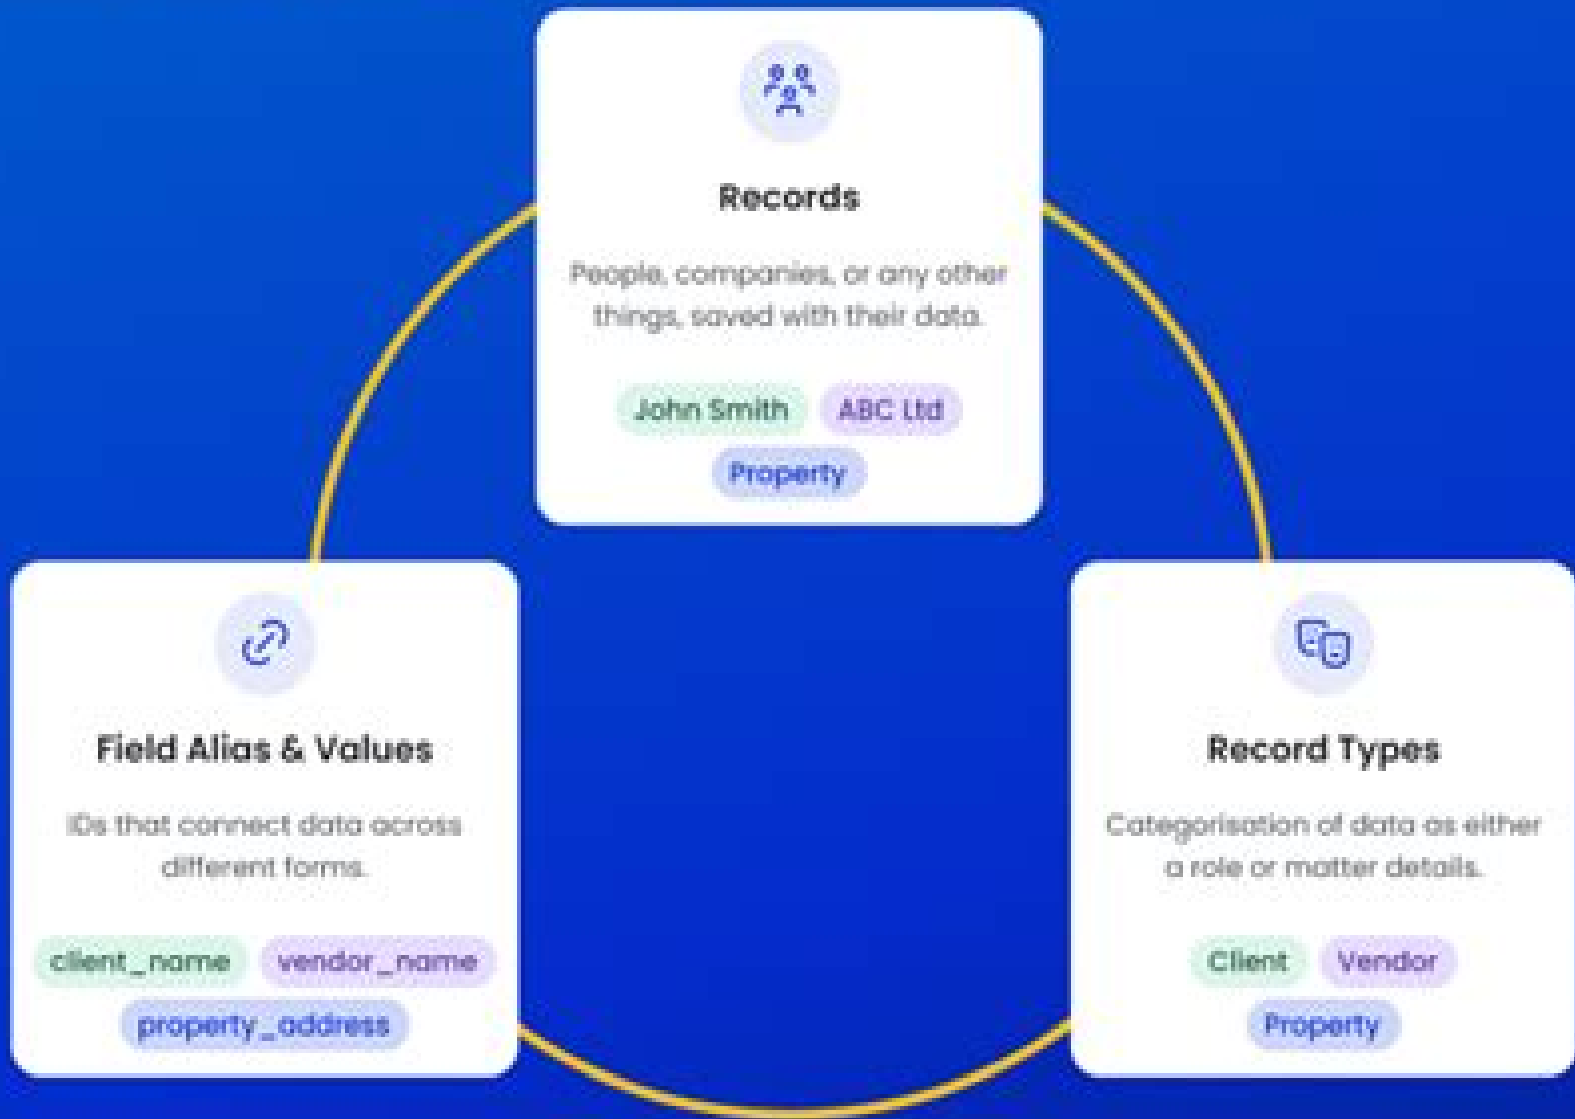 Records
People, companies, or any other
things, saved with their data.
John Smith
ABC Ltd
Property
Field Alias & Values
IDs that connect data across
different forms.
client_name
vendor_name
property_address
Record Types
Categorisation of data as either
a role or matter details.
Client
Vendor
Property